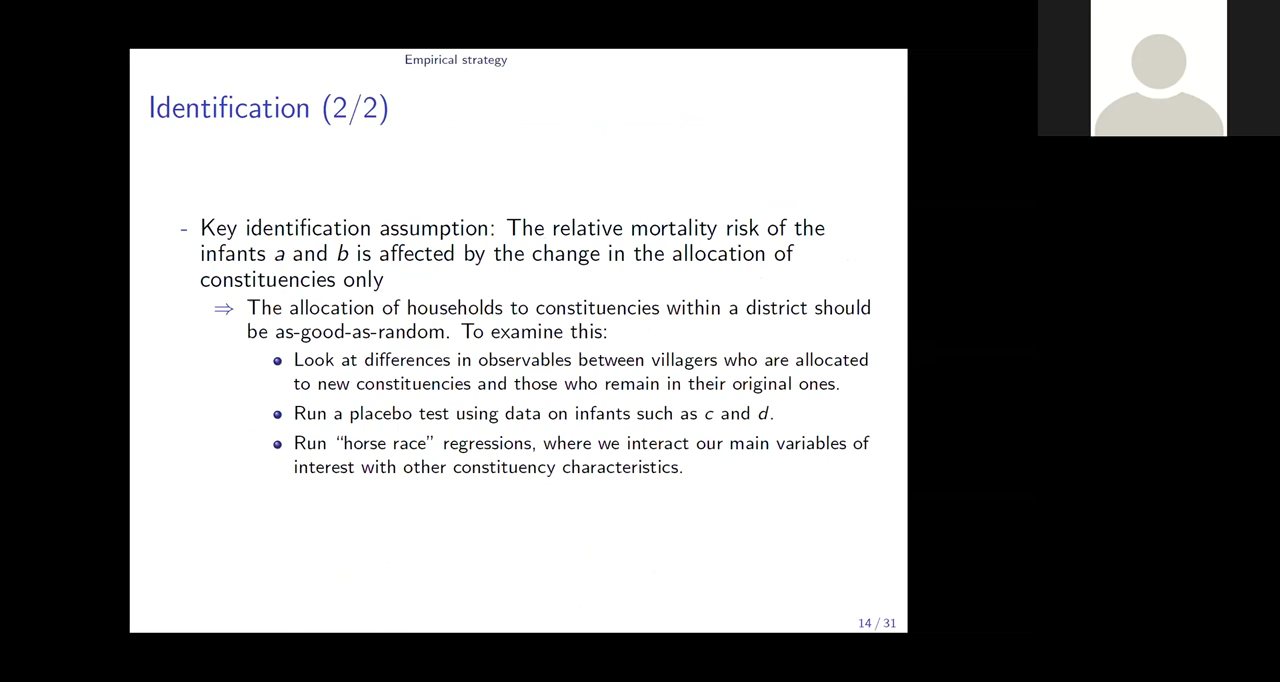 Empirical strategy
Identification (2/2)
- Key identification assumption: The relative mortality risk of the
infants a and b is affected by the change in the allocation of
constituencies only
⇒ The allocation of households to constituencies within a district should
be as-good-as-random. To examine this:
• Look at differences in observables between villagers who are allocated
to new constituencies and those who remain in their original ones.
• Run a placebo test using data on infants such as c and d.
• Run “horse race” regressions, where we interact our main variables of
interest with other constituency characteristics.
14 / 31